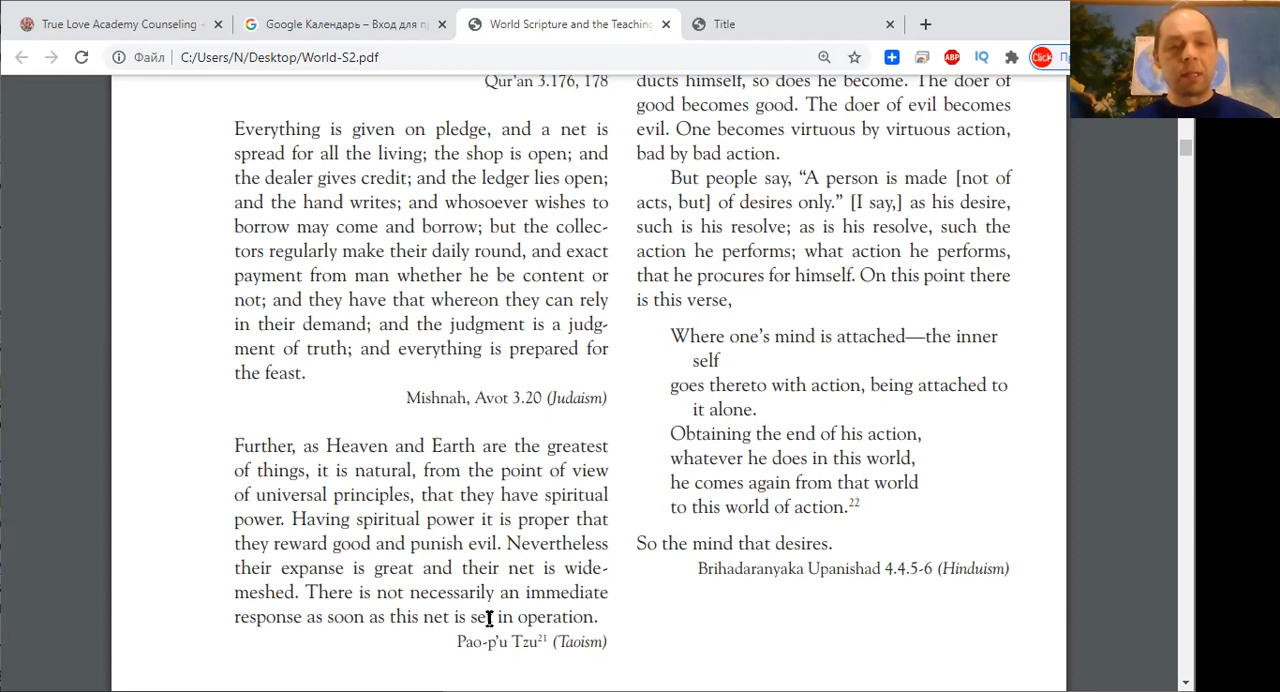 True Love Academy Counseling -
Google Календарь – Вход для п
World Scripture and the Teaching
Title
Файл
C:/Users/N/Desktop/WorldS2.pdf
ABP
IQ
Click
Qur'an 3.176, 178
Everything is given on pledge, and a net is
spread for all the living; the shop is open; and
the dealer gives credit; and the ledger lies open;
and the hand writes; and whosoever wishes to
borrow may come and borrow; but the collec-
tors regularly make their daily round, and exact
payment from man whether he be content or
not; and they have that whereon they can rely
in their demand; and the judgment is a judg-
ment of truth; and everything is prepared for
the feast.
Mishnah, Avot 3.20 (Judaism)
Further, as Heaven and Earth are the greatest
of things, it is natural, from the point of view
of universal principles, that they have spiritual
power. Having spiritual power it is proper that
they reward good and punish evil. Nevertheless
their expanse is great and their net is wide-
meshed. There is not necessarily an immediate
response as soon as this net is set in operation.
Pao-p'u Tzu²¹ (Taoism)
ducts himself, so does he become. The doer of
good becomes good. The doer of evil becomes
evil. One becomes virtuous by virtuous action,
bad by bad action.
But people say, “A person is made [not of
acts, but] of desires only.” [I say,] as his desire,
such is his resolve; as is his resolve, such the
action he performs; what action he performs,
that he procures for himself. On this point there
is this verse,
Where one's mind is attached—the inner
self
goes thereto with action, being attached to
it alone.
Obtaining the end of his action,
whatever he does in this world,
he comes again from that world
to this world of action.²²
So the mind that desires.
Brihadaranyaka Upanishad 4.4.5-6 (Hinduism)